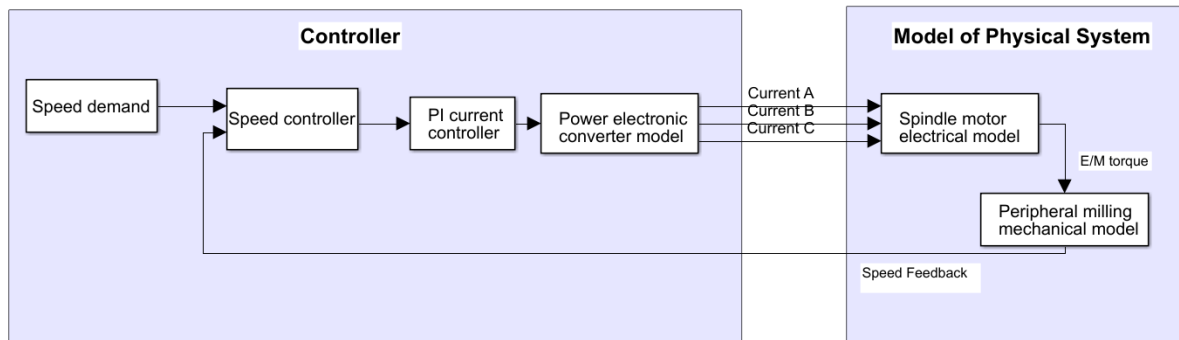 Controller
Model of Physical System
Speed demand
Speed controller
PI current
controller
Power electronic
converter model
Current A
Current B
Current C
Spindle motor
electrical model
E/M torque
Peripheral milling
mechanical model
Speed Feedback